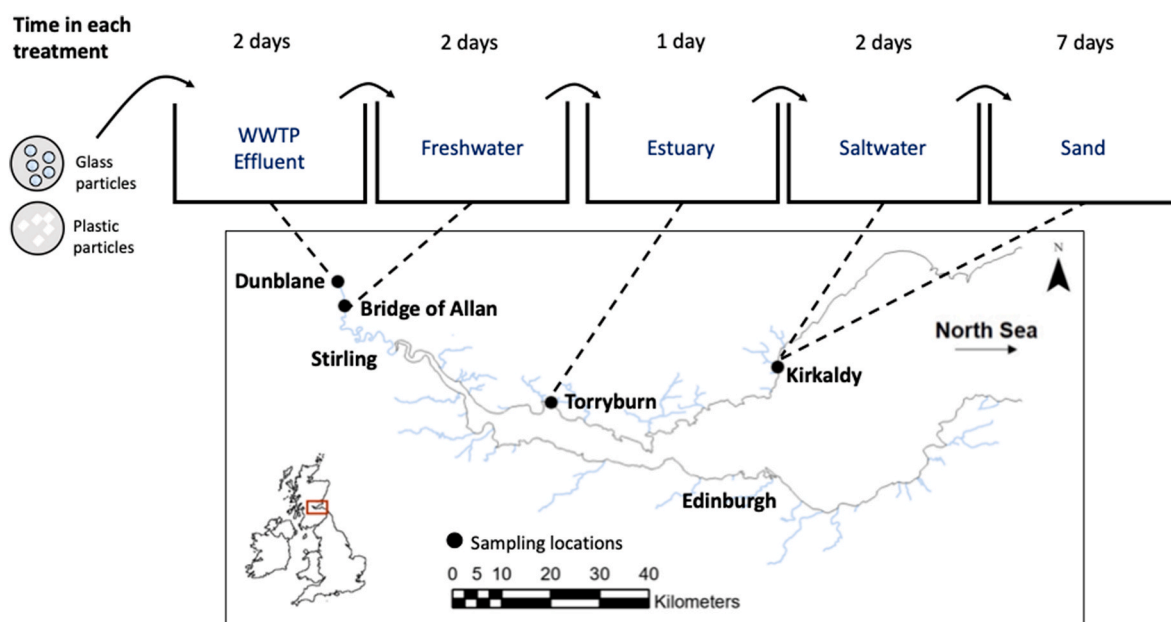 Time in each
treatment
2 days
2 days
1 day
2 days
7 days
WWTP
Effluent
Freshwater
Estuary
Saltwater
Sand
Glass
particles
Plastic
particles
Dunblane
Bridge of Allan
Stirling
Torryburn
Kirkaldy
North Sea
N
Edinburgh
Sampling locations
0 5 10 20 30 40
Kilometers